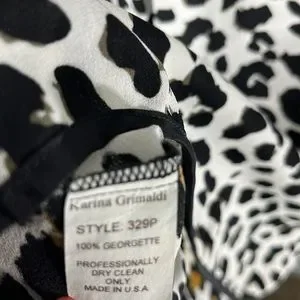 Karina Grimaldi
STYLE: 329P
100% GEORGETTE
PROFESSIONALLY
DRY CLEAN
ONLY
MADE IN U.S.A.